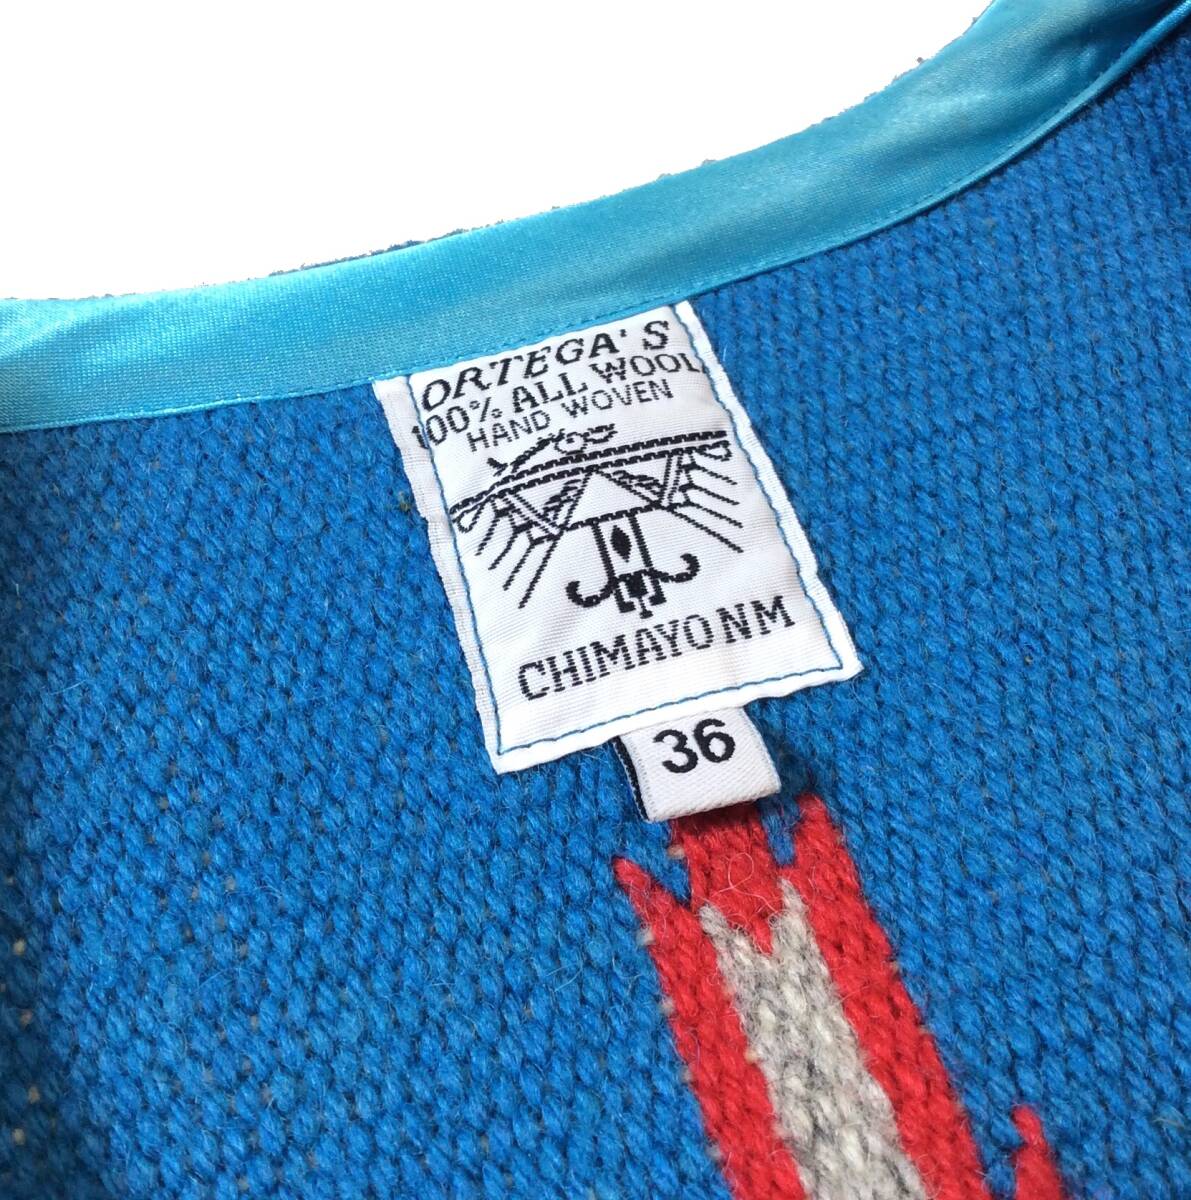 ORTEGA'S
100% ALL WOOL
HAND WOVEN
CHIMAYO NM
36